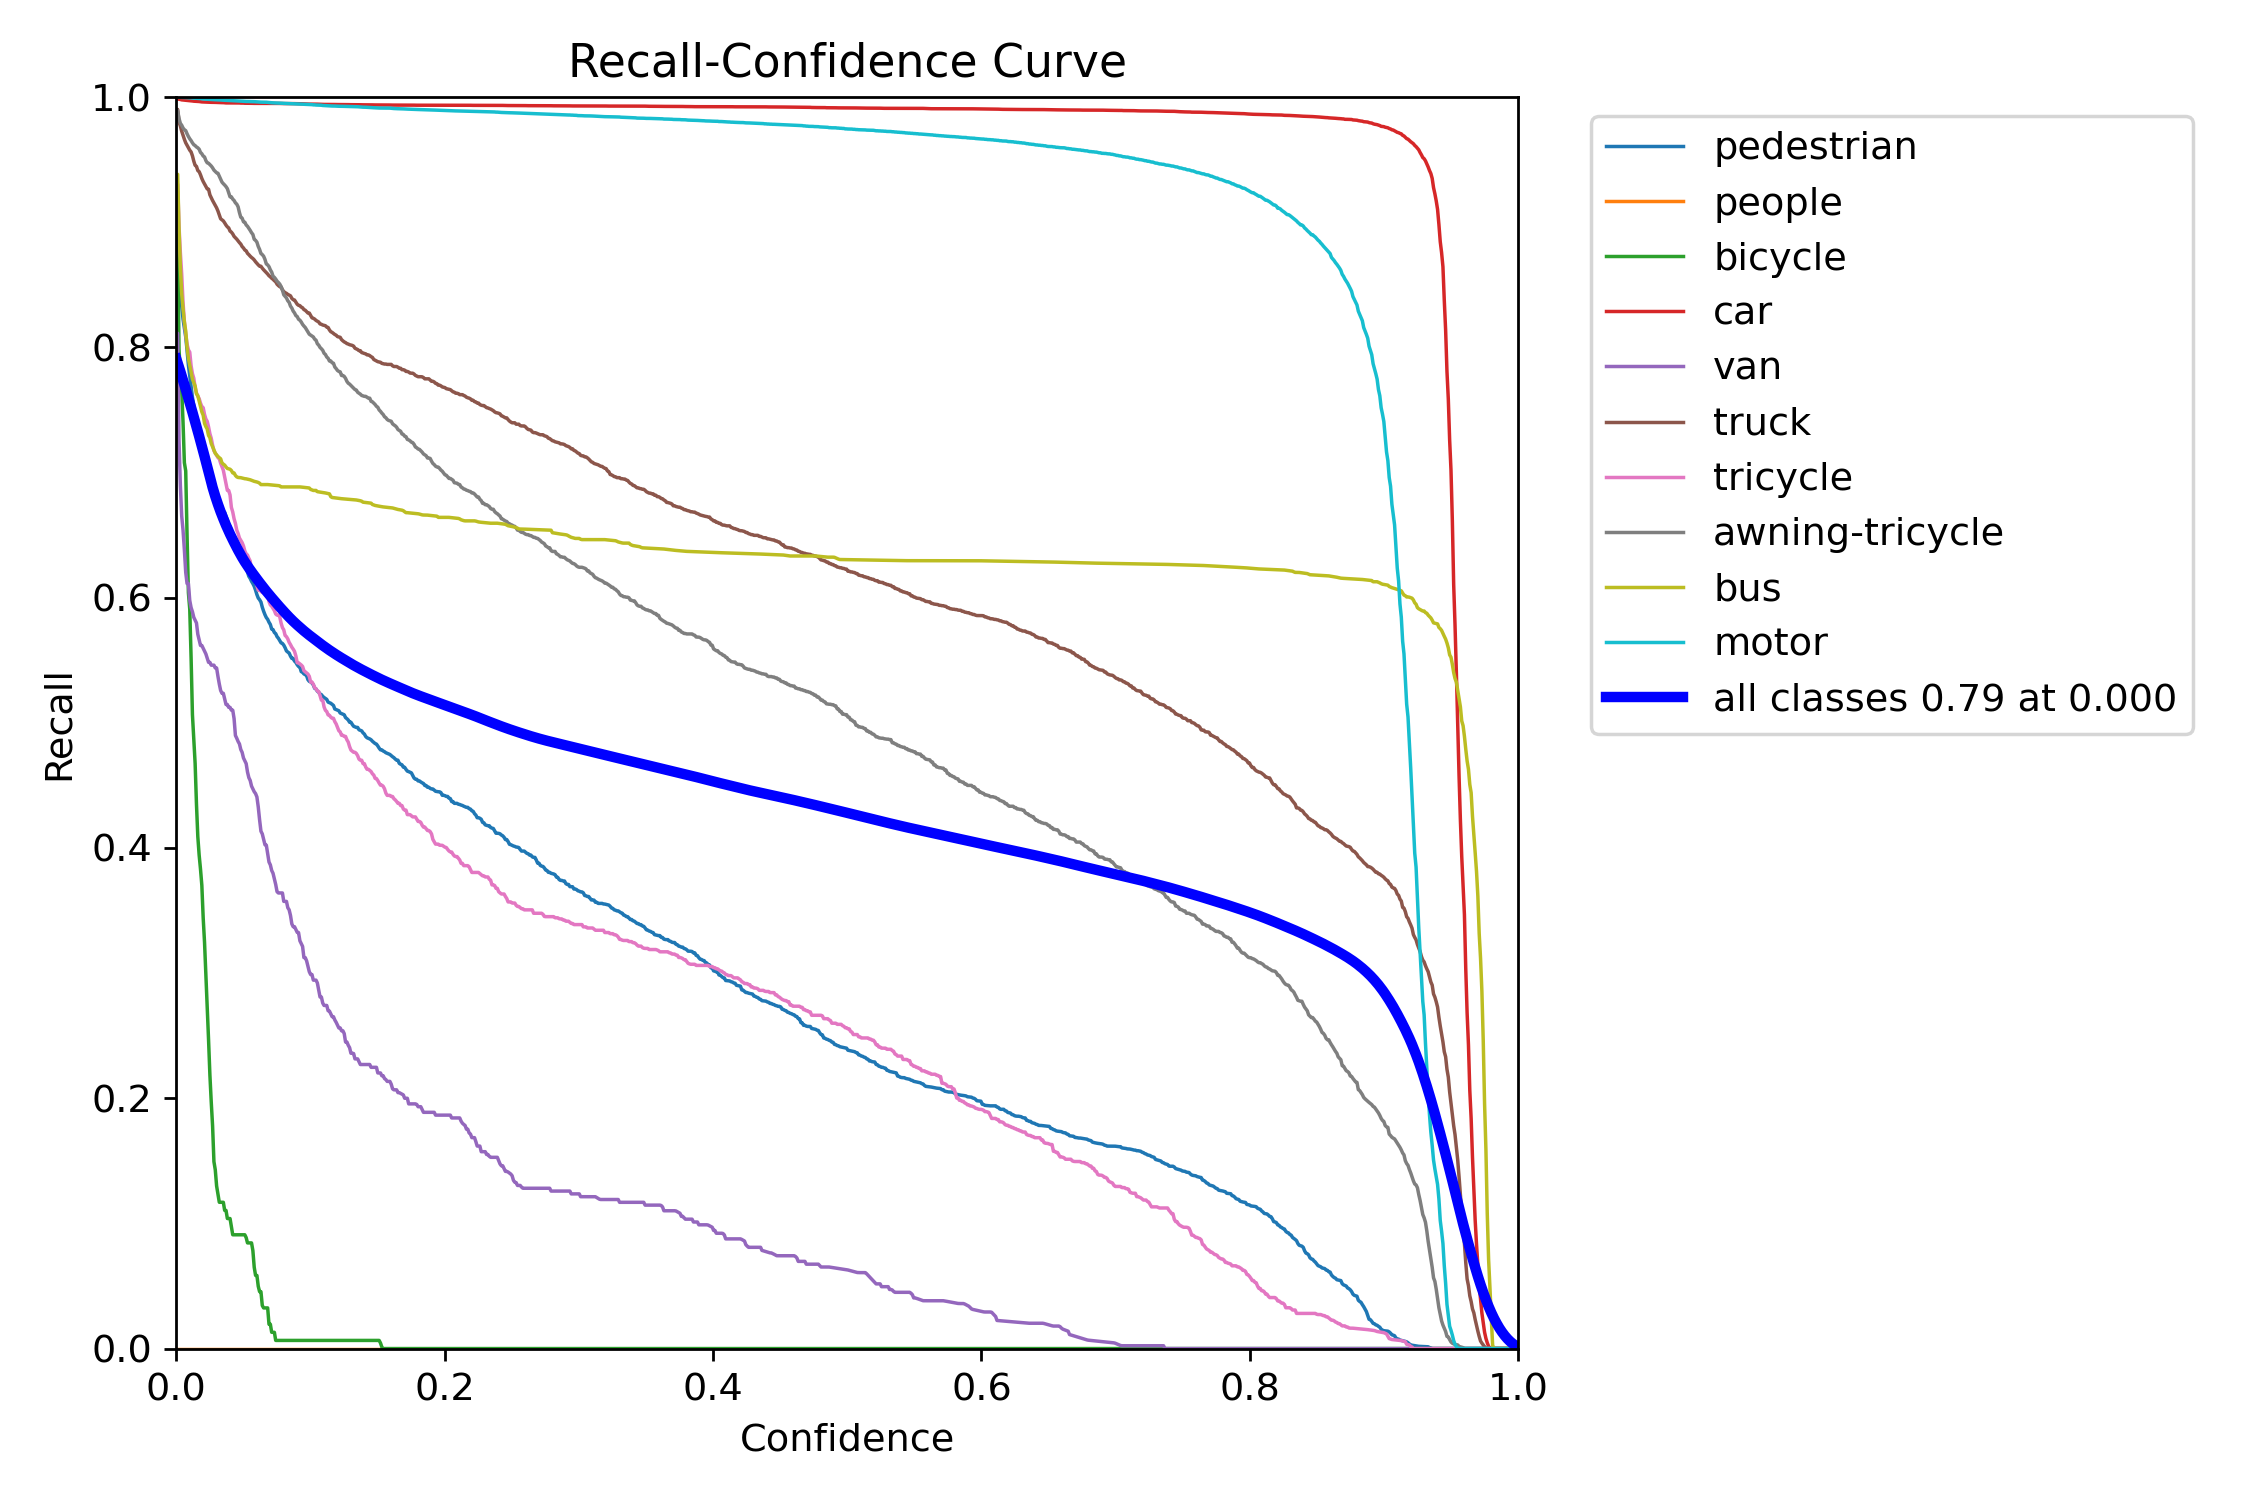 Recall-Confidence Curve
1.0
0.8
0.6
0.4
0.2
0.0
Recall
0.0 0.2 0.4 0.6 0.8 1.0
Confidence
pedestrian
people
bicycle
car
van
truck
tricycle
awning-tricycle
bus
motor
all classes 0.79 at 0.000